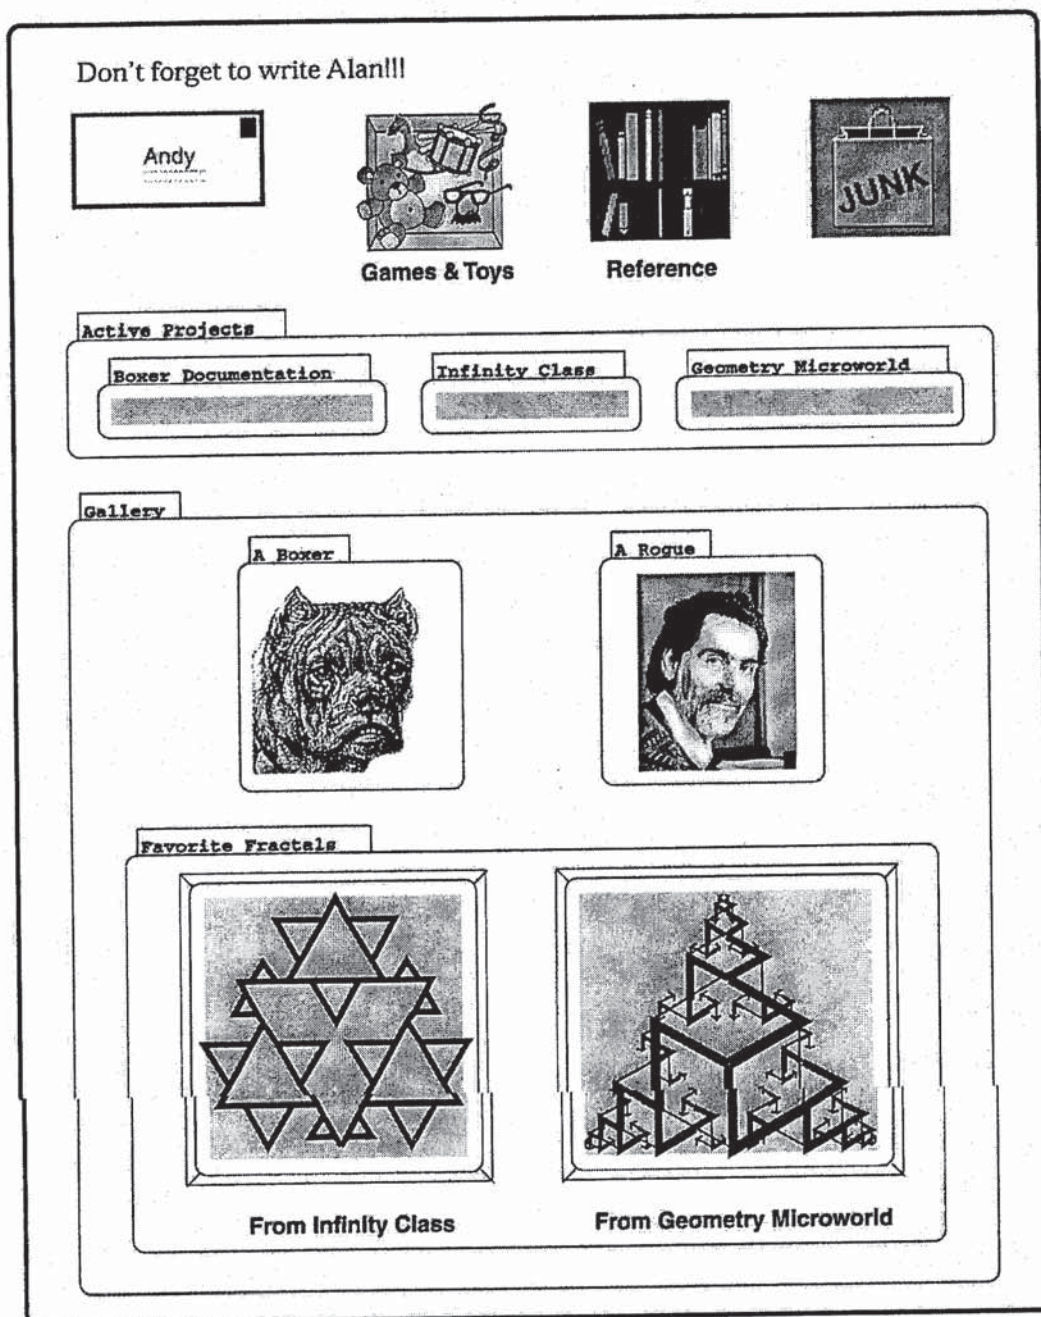 Don't forget to write Alan!!!
Andy
JUNK
Games & Toys
Reference
Active Projects
Boxer Documentation
Infinity Class
Geometry Microworld
Gallery
A Boxer
A Rogue
Favorite Fractals
From Infinity Class
From Geometry Microworld